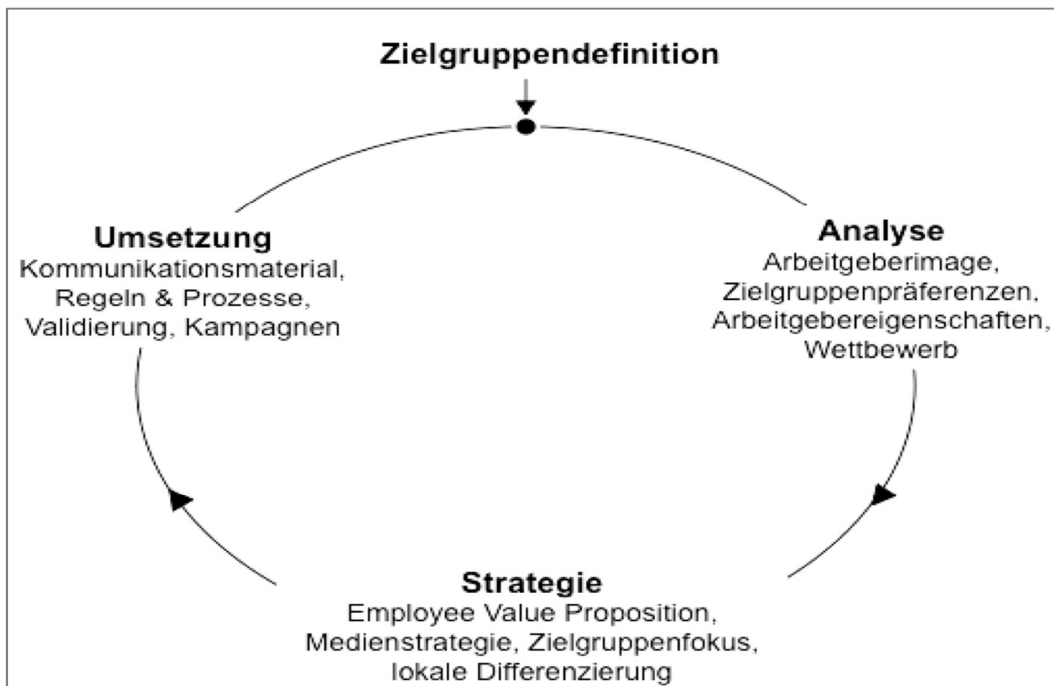 Zielgruppendefinition
Umsetzung
Kommunikationsmaterial,
Regeln & Prozesse,
Validierung, Kampagnen
Analyse
Arbeitgeberimage,
Zielgruppenpräferenzen,
Arbeitgebereigenschaften,
Wettbewerb
Strategie
Employee Value Proposition,
Medienstrategie, Zielgruppenfokus,
lokale Differenzierung